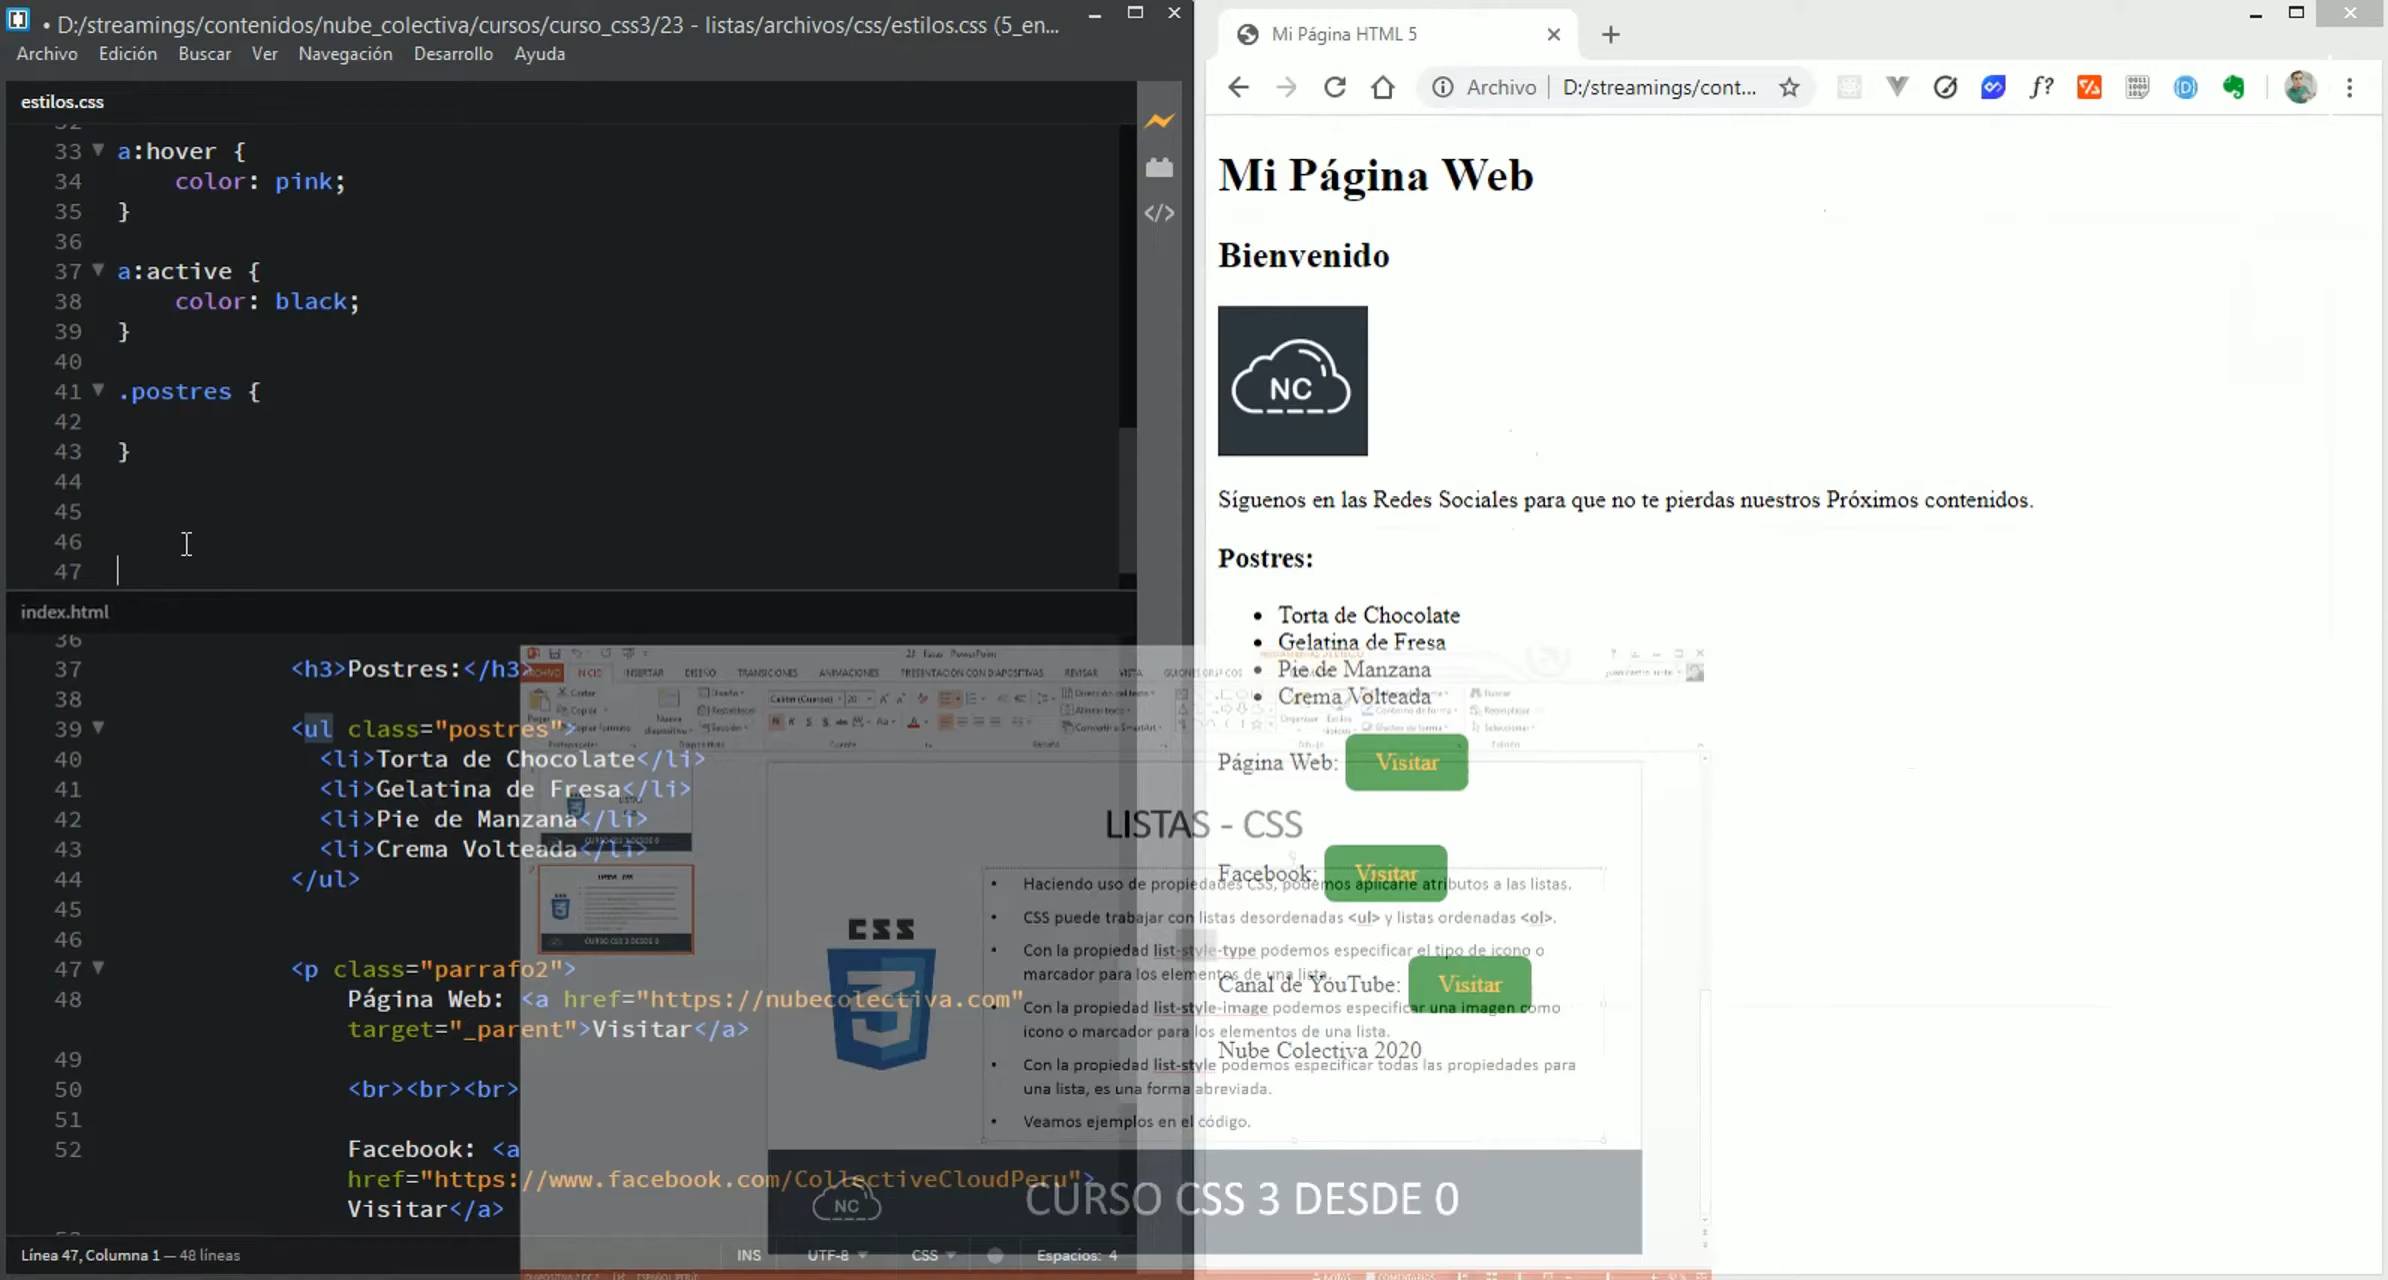 • D:/streamings/contenidos/nube_colectiva/cursos/curso_css3/23 - listas/archivos/css/estilos.css (5_en...
Archivo Edición Buscar Ver Navegación Desarrollo Ayuda
estilos.css
33 a:hover {
34 color: pink;
35 }
36
37 a:active {
38 color: black;
39 }
40
41 .postres {
42
43 }
44
45
46
47
index.html
36
37 <h3>Postres:</h3>
38
39 <ul class="postres">
40 <li>Torta de Chocolate</li>
41 <li>Gelatina de Fresa</li>
42 <li>Pie de Manzana</li>
43 <li>Crema Volteada</li>
44 </ul>
45
46
47 <p class="parrafo2">
48 Página Web: <a href="https://nubecolectiva.com"
target="_parent">Visitar</a>
49
50 <br><br><br>
51
52 Facebook: <a
href="https://www.facebook.com/CollectiveCloudPeru">
Visitar</a>
Línea 47, Columna 1 — 48 líneas INS UTF-8 CSS Espacios: 4
Mi Página HTML 5
Archivo D:/streamings/cont...
Mi Página Web
Bienvenido
NC
Síguenos en las Redes Sociales para que no te pierdas nuestros Próximos contenidos.
Postres:
• Torta de Chocolate
• Gelatina de Fresa
• Pie de Manzana
• Crema Volteada
Página Web: Visitar
Facebook: Visitar
Canal de YouTube: Visitar
Nube Colectiva 2020
ARCHIVO INICIO INSERTAR DISEÑO TRANSICIONES ANIMACIONES PRESENTACIÓN CON DIAPOSITIVAS REVISAR VISTA
LISTAS - CSS
CSS
• Haciendo uso de propiedades CSS, podemos aplicarle atributos a las listas.
• CSS puede trabajar con listas desordenadas <ul> y listas ordenadas <ol>.
• Con la propiedad list-style-type podemos especificar el tipo de icono o
marcador para los elementos de una lista.
• Con la propiedad list-style-image podemos especificar una imagen como
icono o marcador para los elementos de una lista.
• Con la propiedad list-style podemos especificar todas las propiedades para
una lista, es una forma abreviada.
• Veamos ejemplos en el código.
NC
CURSO CSS 3 DESDE 0